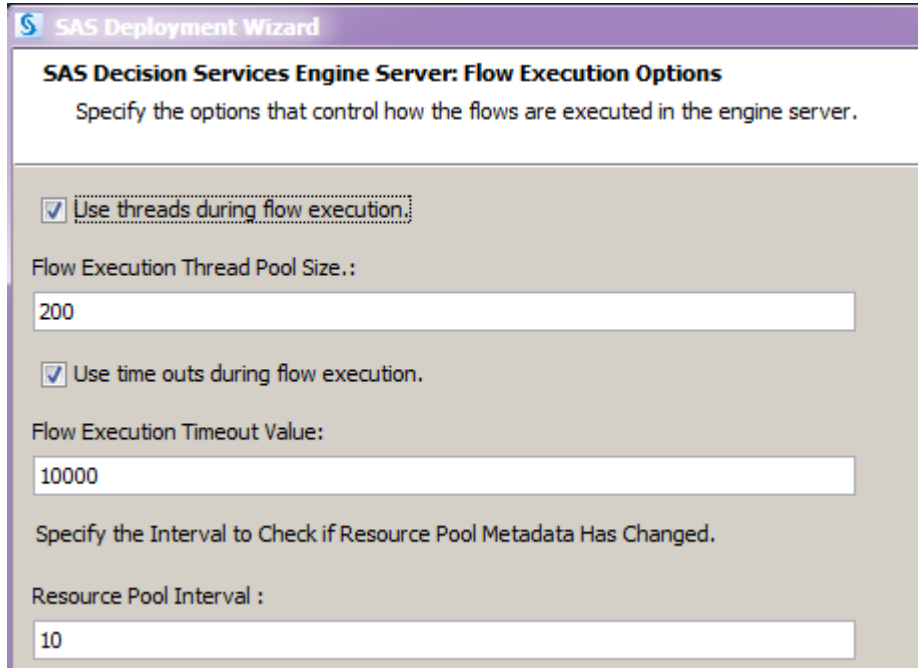 SAS Deployment Wizard
SAS Decision Services Engine Server: Flow Execution Options
Specify the options that control how the flows are executed in the engine server.
Use threads during flow execution.
Flow Execution Thread Pool Size.:
200
Use time outs during flow execution.
Flow Execution Timeout Value:
10000
Specify the Interval to Check if Resource Pool Metadata Has Changed.
Resource Pool Interval :
10